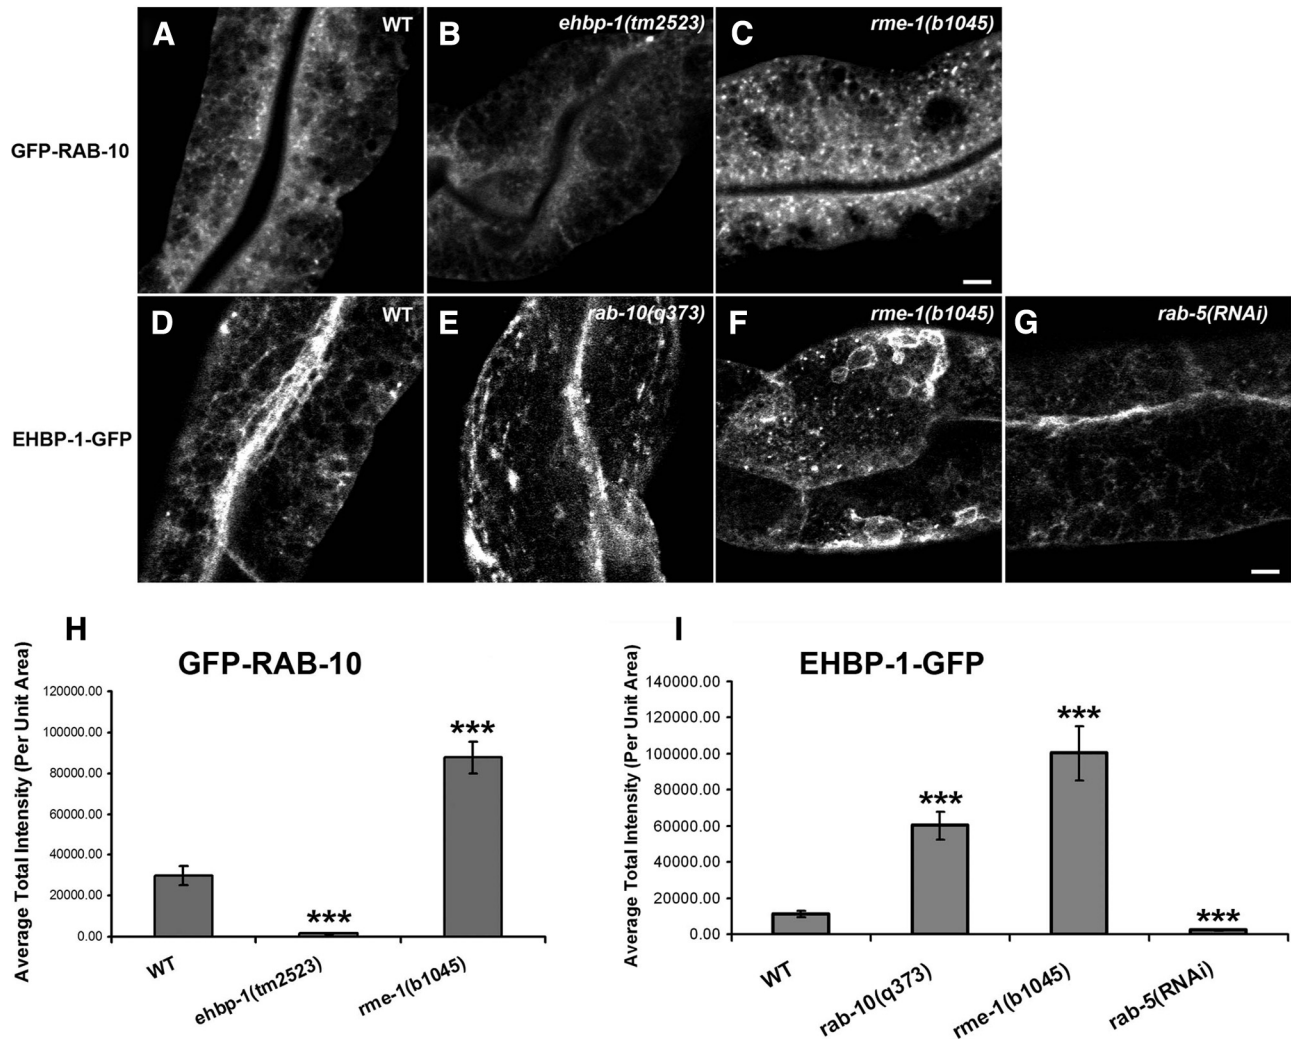 A WT
B ehbp-1(tm2523)
C rme-1(b1045)
GFP-RAB-10
D WT
E rab-10(q373)
F rme-1(b1045)
G rab-5(RNAi)
EHBP-1-GFP
H
GFP-RAB-10
Average Total Intensity (Per Unit Area)
120000.00
100000.00
80000.00
60000.00
40000.00
20000.00
0.00
***
***
WT
ehbp-1(tm2523)
rme-1(b1045)
I
EHBP-1-GFP
Average Total Intensity (Per Unit Area)
140000.00
120000.00
100000.00
80000.00
60000.00
40000.00
20000.00
0.00
***
***
***
WT
rab-10(q373)
rme-1(b1045)
rab-5(RNAi)